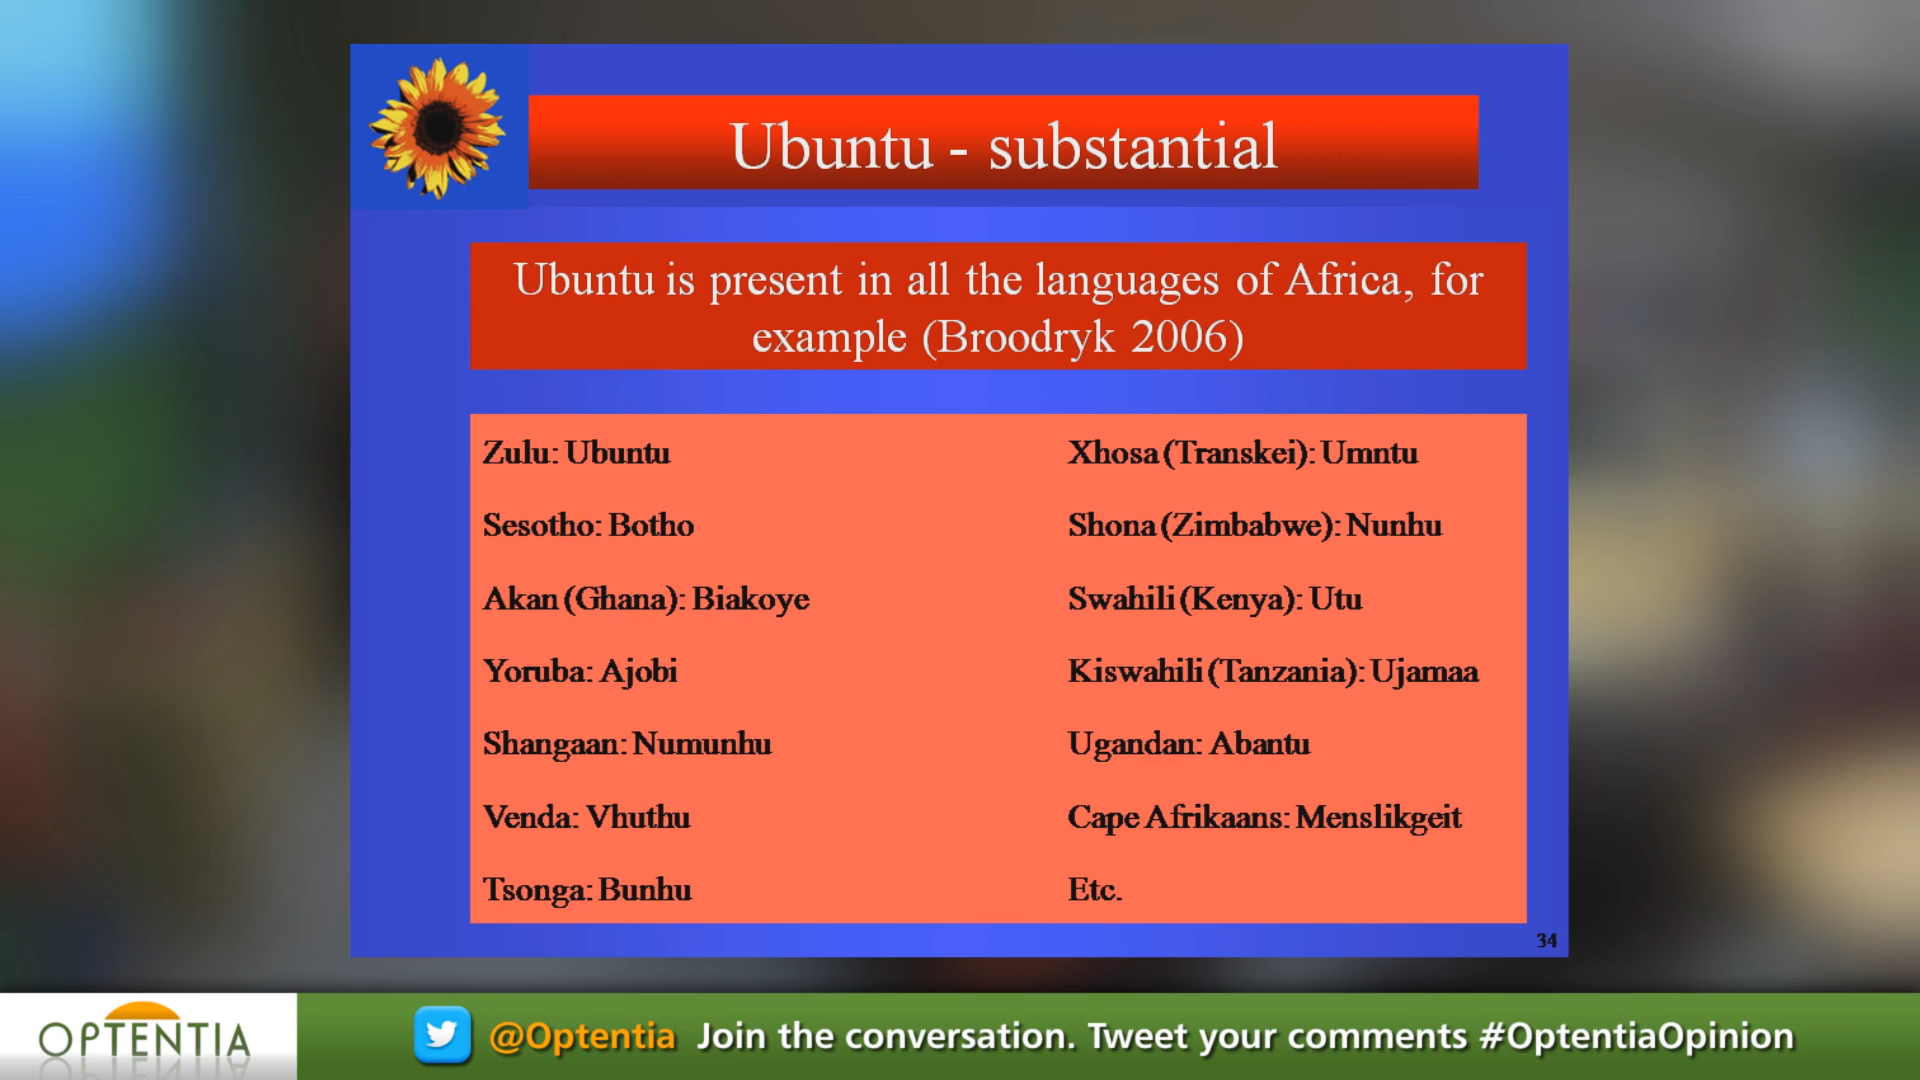 Ubuntu - substantial
Ubuntu is present in all the languages of Africa, for
example (Broodryk 2006)
Zulu: Ubuntu
Sesotho: Botho
Akan (Ghana): Biakoye
Yoruba: Ajobi
Shangaan: Numunhu
Venda: Vhuthu
Tsonga: Bunhu
Xhosa (Transkei): Umntu
Shona (Zimbabwe): Nunhu
Swahili (Kenya): Utu
Kiswahili (Tanzania): Ujamaa
Ugandan: Abantu
Cape Afrikaans: Menslikgeit
Etc.
34
OPTENTIA
@Optentia Join the conversation. Tweet your comments #OptentiaOpinion